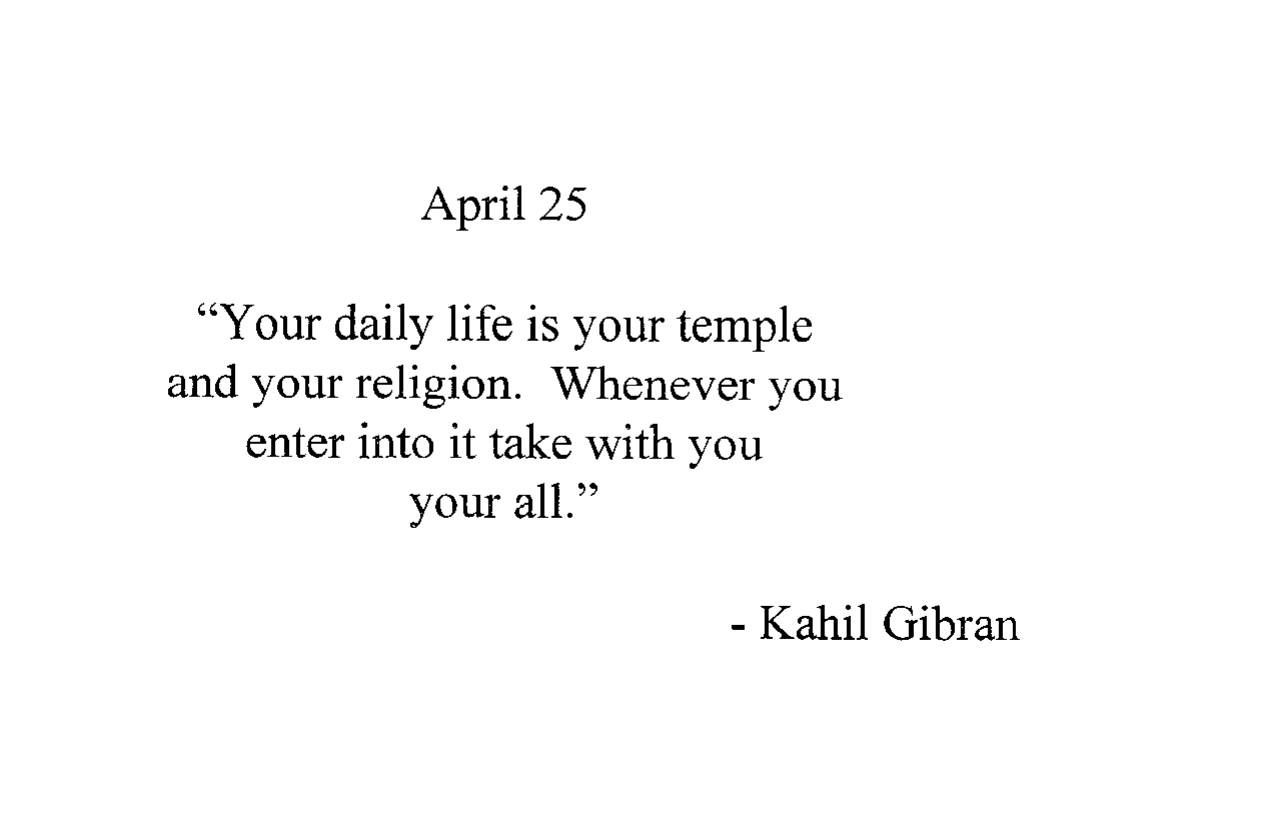 April 25
“Your daily life is your temple
and your religion.  Whenever you
enter into it take with you
your all.”
- Kahil Gibran